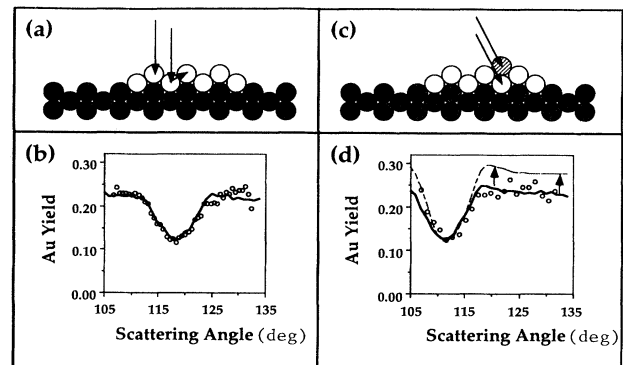 (a)
(c)
(b)
0.30
0.20
0.10
0.00
Au Yield
105 115 125 135
Scattering Angle (deg)
(d)
0.30
0.20
0.10
0.00
Au Yield
105 115 125 135
Scattering Angle (deg)